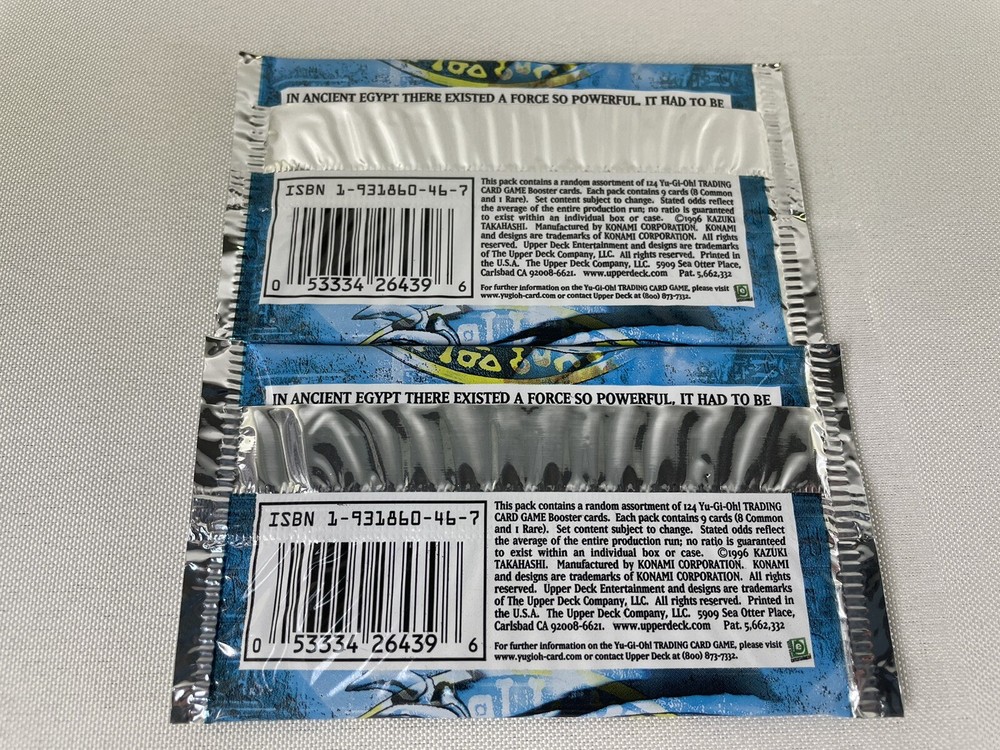 IN ANCIENT EGYPT THERE EXISTED A FORCE SO POWERFUL, IT HAD TO BE
ISBN 1-931860-46-7
0 53334 26439 6
This pack contains a random assortment of 124 Yu-Gi-Oh! TRADING
CARD GAME Booster cards. Each pack contains 9 cards (8 Common
and 1 Rare). Set content subject to change. Stated odds reflect
the average of the entire production run; no ratio is guaranteed
to exist within an individual box or case. ©1996 KAZUKI
TAKAHASHI. Manufactured by KONAMI CORPORATION. KONAMI
and designs are trademarks of KONAMI CORPORATION. All rights
reserved. Upper Deck Entertainment and designs are trademarks
of The Upper Deck Company, LLC. All rights reserved. Printed in
the U.S.A. The Upper Deck Company, LLC. 5909 Sea Otter Place,
Carlsbad CA 92008-6621. www.upperdeck.com Pat. 5,662,332
For further information on the Yu-Gi-Oh! TRADING CARD GAME, please visit
www.yugioh-card.com or contact Upper Deck at (800) 873-7332.
IN ANCIENT EGYPT THERE EXISTED A FORCE SO POWERFUL, IT HAD TO BE
ISBN 1-931860-46-7
0 53334 26439 6
This pack contains a random assortment of 124 Yu-Gi-Oh! TRADING
CARD GAME Booster cards. Each pack contains 9 cards (8 Common
and 1 Rare). Set content subject to change. Stated odds reflect
the average of the entire production run; no ratio is guaranteed
to exist within an individual box or case. ©1996 KAZUKI
TAKAHASHI. Manufactured by KONAMI CORPORATION. KONAMI
and designs are trademarks of KONAMI CORPORATION. All rights
reserved. Upper Deck Entertainment and designs are trademarks
of The Upper Deck Company, LLC. All rights reserved. Printed in
the U.S.A. The Upper Deck Company, LLC. 5909 Sea Otter Place,
Carlsbad CA 92008-6621. www.upperdeck.com Pat. 5,662,332
For further information on the Yu-Gi-Oh! TRADING CARD GAME, please visit
www.yugioh-card.com or contact Upper Deck at (800) 873-7332.